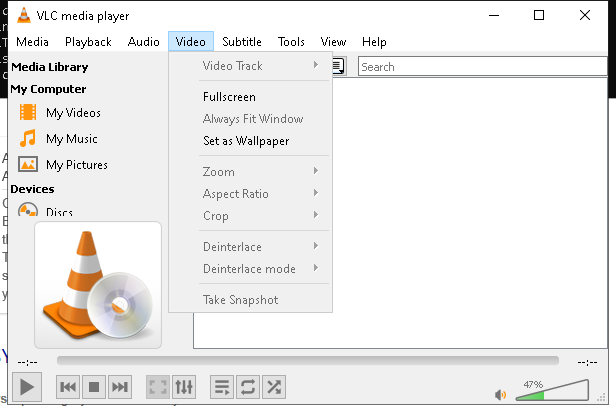 VLC media player
Media Playback Audio Video Subtitle Tools View Help
Media Library
My Computer
My Videos
My Music
My Pictures
Devices
Discs
Video Track
Fullscreen
Always Fit Window
Set as Wallpaper
Zoom
Aspect Ratio
Crop
Deinterlace
Deinterlace mode
Take Snapshot
Search
--:-- --:--
47%